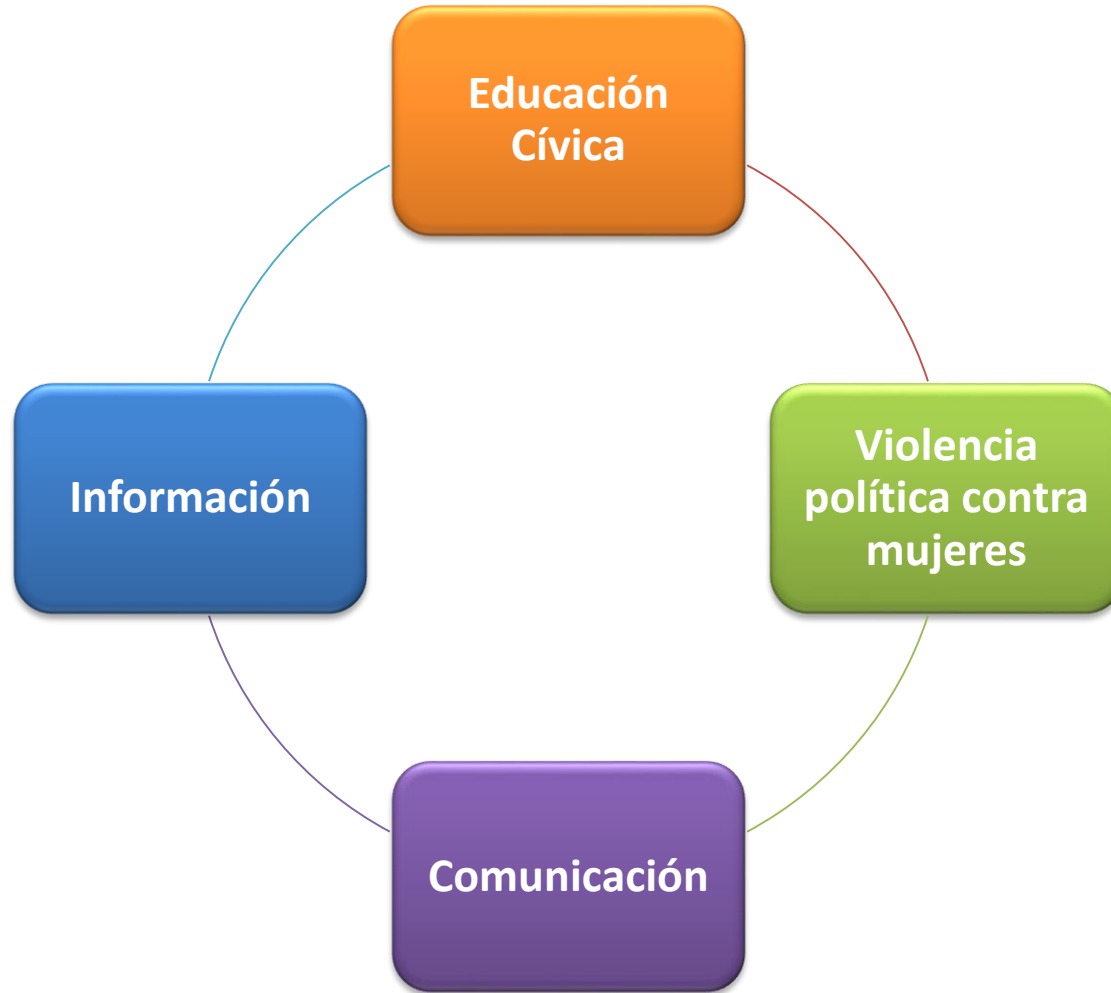 Educación
Cívica
Información
Violencia
política contra
mujeres
Comunicación